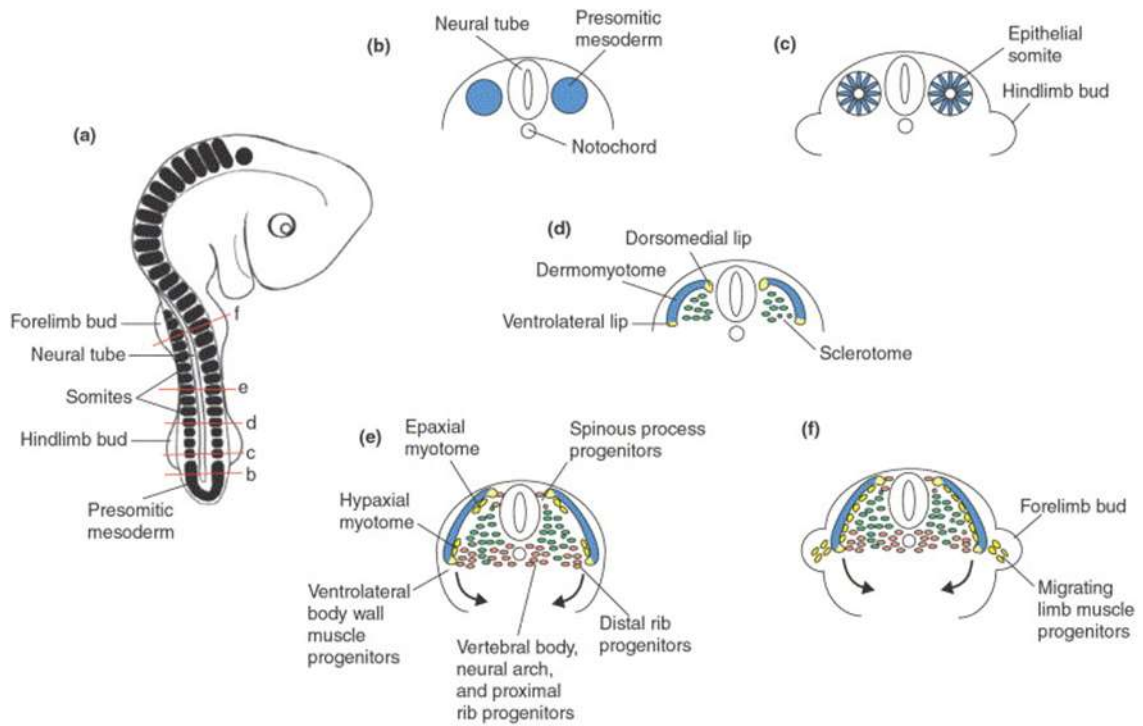 (a)
Forelimb bud
Neural tube
Somites
Hindlimb bud
Presomitic
mesoderm
f
e
d
c
b
(b)
Neural tube
Presomitic
mesoderm
Notochord
(c)
Epithelial
somite
Hindlimb bud
(d)
Dorsomedial lip
Dermomyotome
Ventrolateral lip
Sclerotome
(e)
Epaxial
myotome
Spinous process
progenitors
Hypaxial
myotome
Ventrolateral
body wall
muscle
progenitors
Vertebral body,
neural arch,
and proximal
rib progenitors
Distal rib
progenitors
(f)
Forelimb bud
Migrating
limb muscle
progenitors